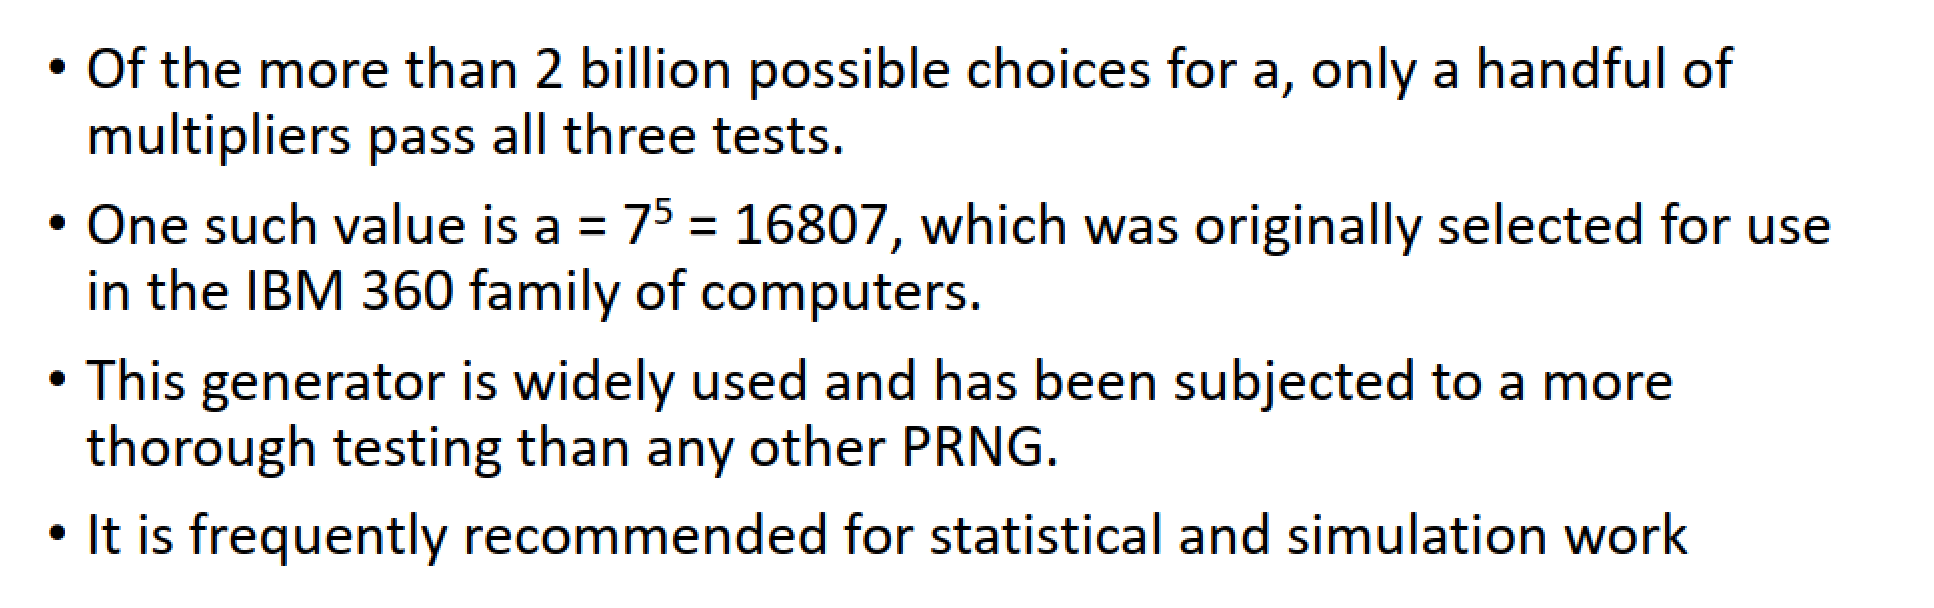 • Of the more than 2 billion possible choices for a, only a handful of
multipliers pass all three tests.
• One such value is a = 7⁵ = 16807, which was originally selected for use
in the IBM 360 family of computers.
• This generator is widely used and has been subjected to a more
thorough testing than any other PRNG.
• It is frequently recommended for statistical and simulation work